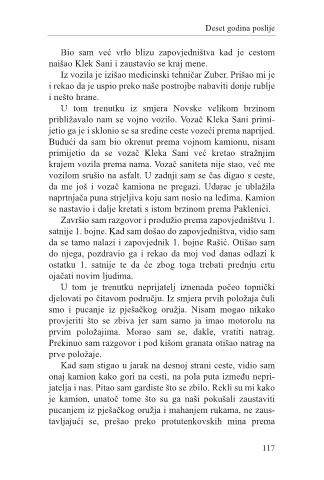 Deset godina poslije
Bio sam već vrlo blizu zapovjedništva kad je cestom
naišao Klek Sani i zaustavio se kraj mene.
Iz vozila je izišao medicinski tehničar Zuber. Prišao mi je
i rekao da je uspio preko naše postrojbe nabaviti donje rublje
i nešto hrane.
U tom trenutku iz smjera Novske velikom brzinom
približavalo nam se vojno vozilo. Vozač Kleka Sani primi-
jetio ga je i sklonio se sa sredine ceste vozeći prema naprijed.
Budući da sam bio okrenut prema vojnom kamionu, nisam
primijetio da se vozač Kleka Sani već kretao stražnjim
krajem vozila prema nama. Vozač saniteta nije stao, već me
vozilom srušio na asfalt. U zadnji sam se čas digao s ceste,
da me još i vozač kamiona ne pregazi. Udarac je ublažila
naprtnjača puna streljiva koju sam nosio na leđima. Kamion
se nastavio i dalje kretati s istom brzinom prema Paklenici.
Završio sam razgovor i produžio prema zapovjedništvu 1.
satnije 1. bojne. Kad sam došao do zapovjedništva, vidio sam
da se tamo nalazi i zapovjednik 1. bojne Rašić. Otišao sam
do njega, pozdravio ga i rekao da moj vod danas odlazi k
ostatku 1. satnije te da će zbog toga trebati prednju crtu
ojačati novim ljudima.
U tom je trenutku neprijatelj iznenada počeo topnički
djelovati po čitavom području. Iz smjera prvih položaja čuli
smo i pucanje iz pješačkog oružja. Nisam mogao nikako
provjeriti što se zbiva jer sam samo ja imao motorolu na
prvim položajima. Morao sam se, dakle, vratiti natrag.
Prekinuo sam razgovor i pod kišom granata otišao natrag na
prve položaje.
Kad sam stigao u jarak na desnoj strani ceste, vidio sam
onaj kamion kako gori na cesti, na pola puta između nepri-
jatelja i nas. Pitao sam gardiste što se zbilo. Rekli su mi kako
je kamion, unatoč tome što su ga naši pokušali zaustaviti
pucanjem iz pješačkog oružja i mahanjem rukama, ne zaus-
tavljajući se, prešao preko protutenkovskih mina prema
117